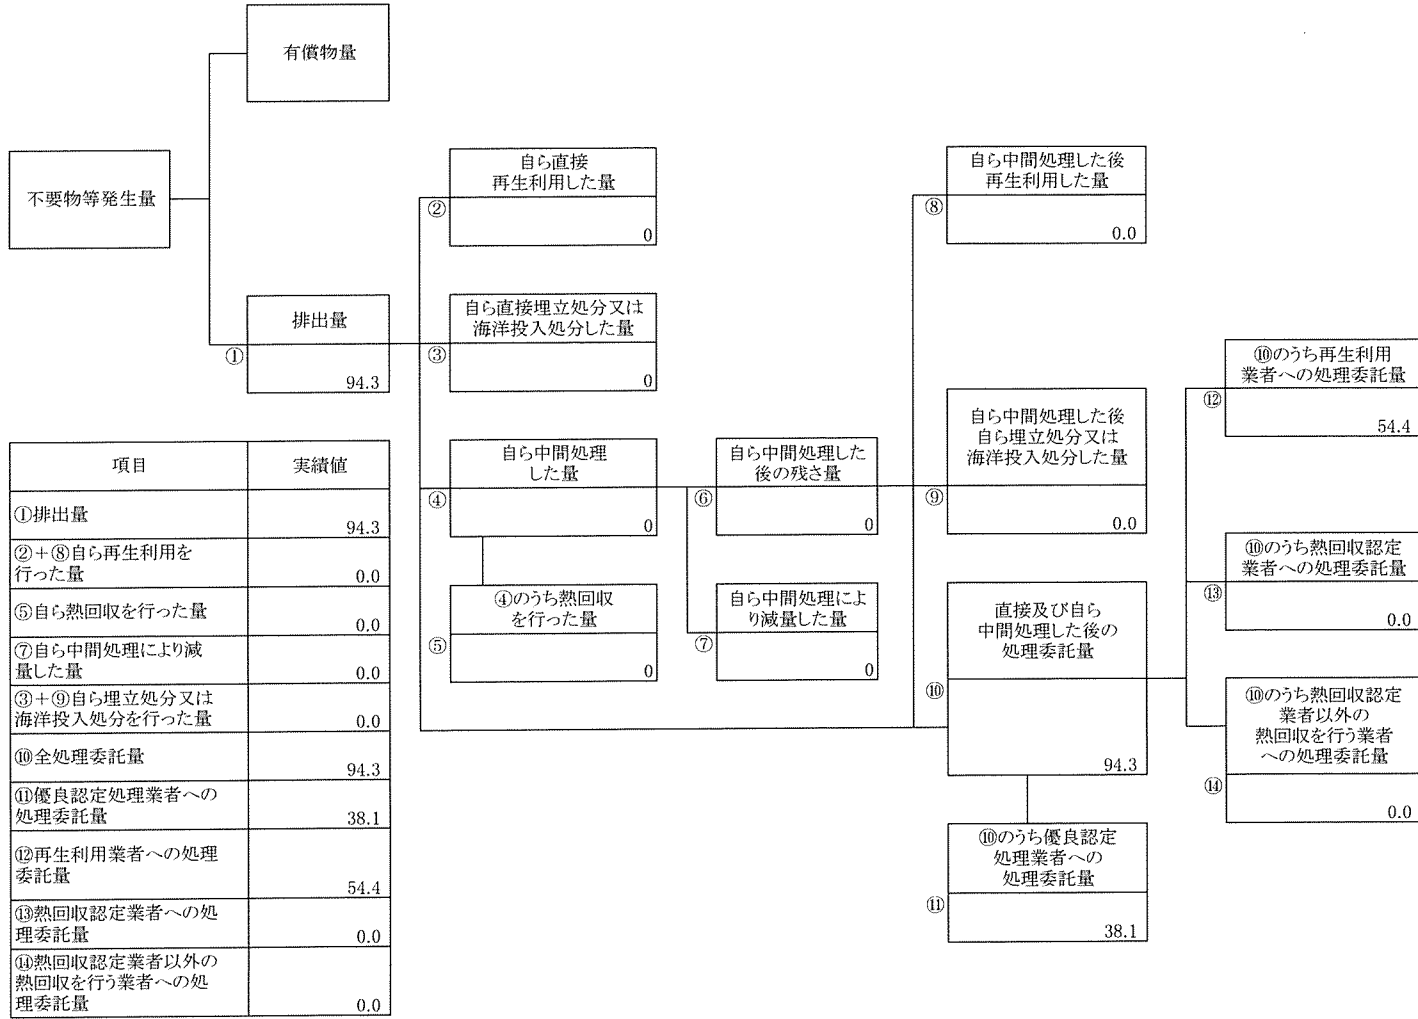 有償物量
不要物等発生量
排出量
①
94.3
自ら直接
再生利用した量
②
0
自ら直接埋立処分又は
海洋投入処分した量
③
0
自ら中間処理
した量
④
0
④のうち熱回収
を行った量
⑤
0
自ら中間処理した
後の残さ量
⑥
0
自ら中間処理によ
り減量した量
⑦
0
自ら中間処理した後
再生利用した量
⑧
0.0
自ら中間処理した後
自ら埋立処分又は
海洋投入処分した量
⑨
0.0
直接及び自ら
中間処理した後の
処理委託量
⑩
94.3
⑩のうち優良認定
処理業者への
処理委託量
⑪
38.1
⑩のうち再生利用
業者への処理委託量
⑫
54.4
⑩のうち熱回収認定
業者への処理委託量
⑬
0.0
⑩のうち熱回収認定
業者以外の
熱回収を行う業者
への処理委託量
⑭
0.0
項目 実績値
①排出量
94.3
②+⑧自ら再生利用を
行った量 0.0
⑤自ら熱回収を行った量
0.0
⑦自ら中間処理により減
量した量 0.0
③+⑨自ら埋立処分又は
海洋投入処分を行った量 0.0
⑩全処理委託量
94.3
⑪優良認定処理業者への
処理委託量 38.1
⑫再生利用業者への処理
委託量 54.4
⑬熱回収認定業者への処
理委託量 0.0
⑭熱回収認定業者以外の
熱回収を行う業者への処
理委託量 0.0